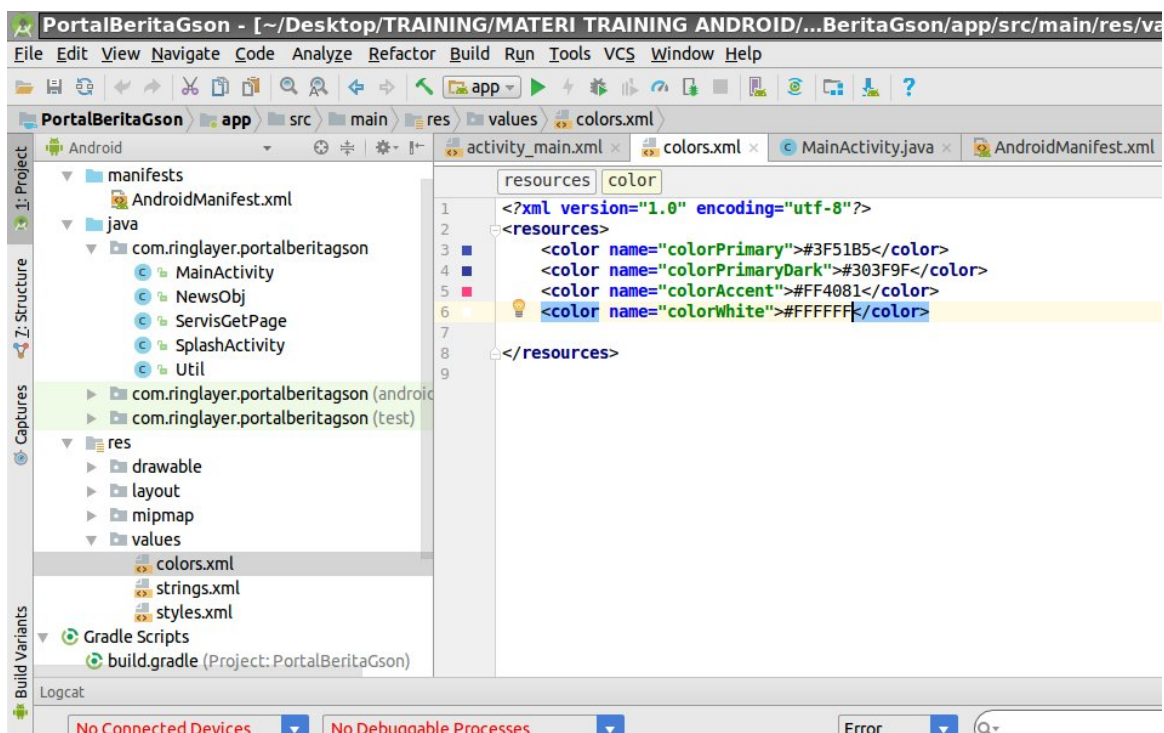 PortalBeritaGson - [~/Desktop/TRAINING/MATERI TRAINING ANDROID/...BeritaGson/app/src/main/res/va
File Edit View Navigate Code Analyze Refactor Build Run Tools VCS Window Help
app
PortalBeritaGson app src main res values colors.xml
Android
activity_main.xml colors.xml MainActivity.java AndroidManifest.xml
1: Project
7: Structure
Captures
Build Variants
manifests
AndroidManifest.xml
java
com.ringlayer.portalberitagson
MainActivity
NewsObj
ServisGetPage
SplashActivity
Util
com.ringlayer.portalberitagson (androic
com.ringlayer.portalberitagson (test)
res
drawable
layout
mipmap
values
colors.xml
strings.xml
styles.xml
Gradle Scripts
build.gradle (Project: PortalBeritaGson)
resources color
1 <?xml version="1.0" encoding="utf-8"?>
2 <resources>
3 <color name="colorPrimary">#3F51B5</color>
4 <color name="colorPrimaryDark">#303F9F</color>
5 <color name="colorAccent">#FF4081</color>
6 <color name="colorWhite">#FFFFFF</color>
7
8 </resources>
9
Logcat
No Connected Devices No Debuggable Processes Error